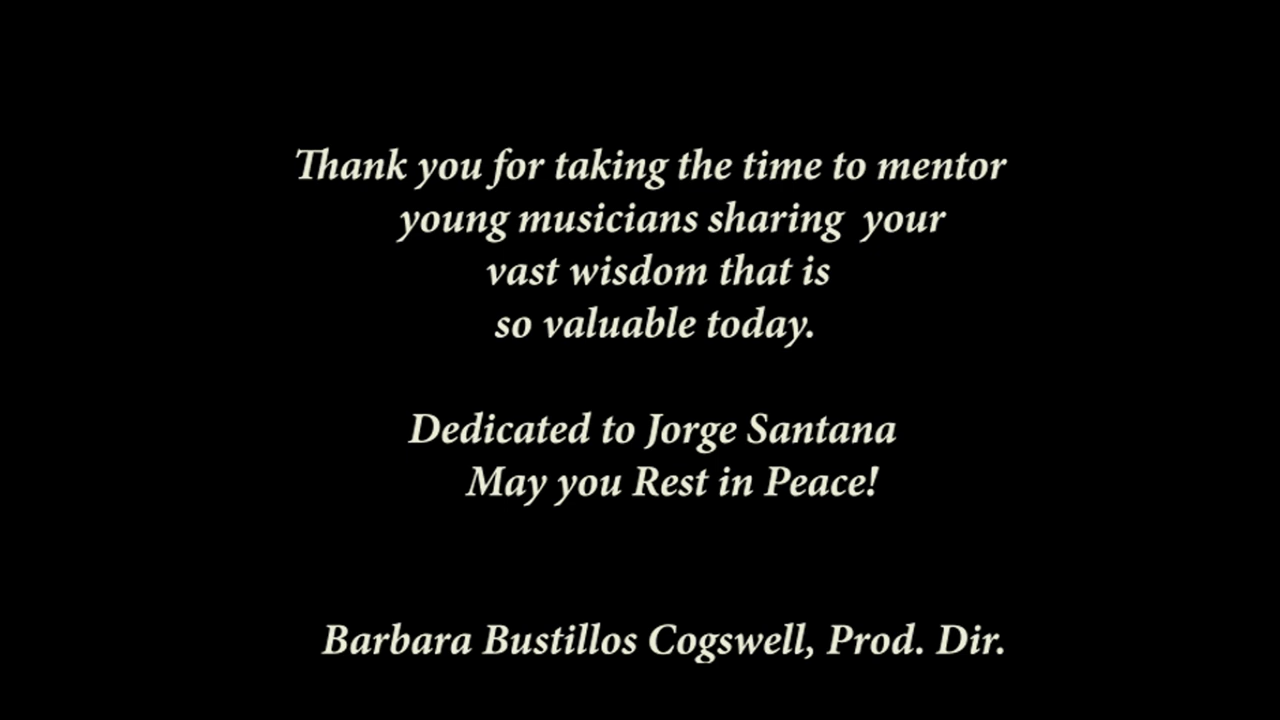 Thank you for taking the time to mentor
young musicians sharing  your
vast wisdom that is
so valuable today.
Dedicated to Jorge Santana
May you Rest in Peace!
Barbara Bustillos Cogswell, Prod. Dir.